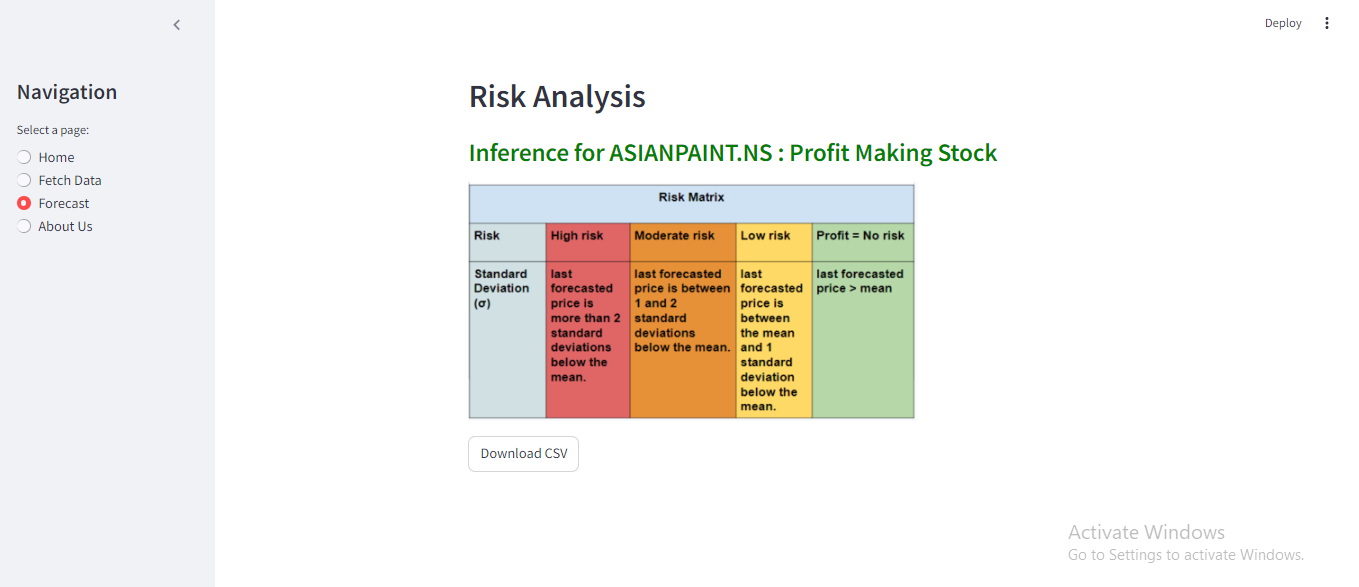 Deploy
Navigation
Select a page:
Home
Fetch Data
Forecast
About Us
Risk Analysis
Inference for ASIANPAINT.NS : Profit Making Stock
Risk Matrix
Risk
High risk
Moderate risk
Low risk
Profit = No risk
Standard
Deviation
(σ)
last
forecasted
price is
more than 2
standard
deviations
below the
mean.
last forecasted
price is between
1 and 2
standard
deviations
below the mean.
last
forecasted
price is
between
the mean
and 1
standard
deviation
below the
mean.
last forecasted
price > mean
Download CSV
Activate Windows
Go to Settings to activate Windows.